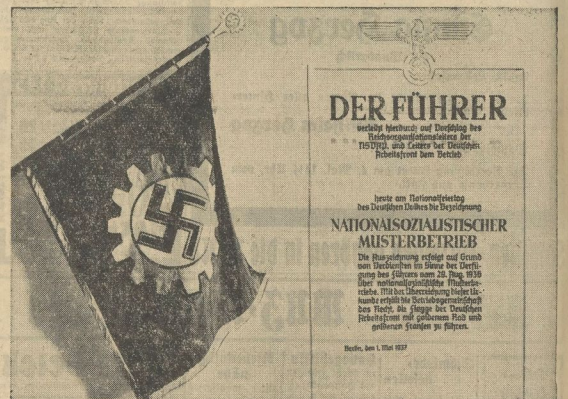 DER FÜHRER
verleiht hierdurch auf Vorschlag des
Reichsorganisationsleiters der
NSDAP. und Leiters der Deutschen
Arbeitsfront dem Betrieb
heute am Nationalfeiertag
des Deutschen Volkes die Bezeichnung
NATIONALSOZIALISTISCHER
MUSTERBETRIEB
Die Auszeichnung erfolgt auf Grund
von Verdiensten im Sinne der Verfü-
gung des Führers vom 29. Aug. 1936
über nationalsozialistische Musterbe-
triebe. Mit der Überreichung dieser Ur-
kunde erhält die Betriebsgemeinschaft
das Recht, die Flagge der Deutschen
Arbeitsfront mit goldenem Rad und
goldenen Fransen zu führen.
Berlin, den 1. Mai 1937